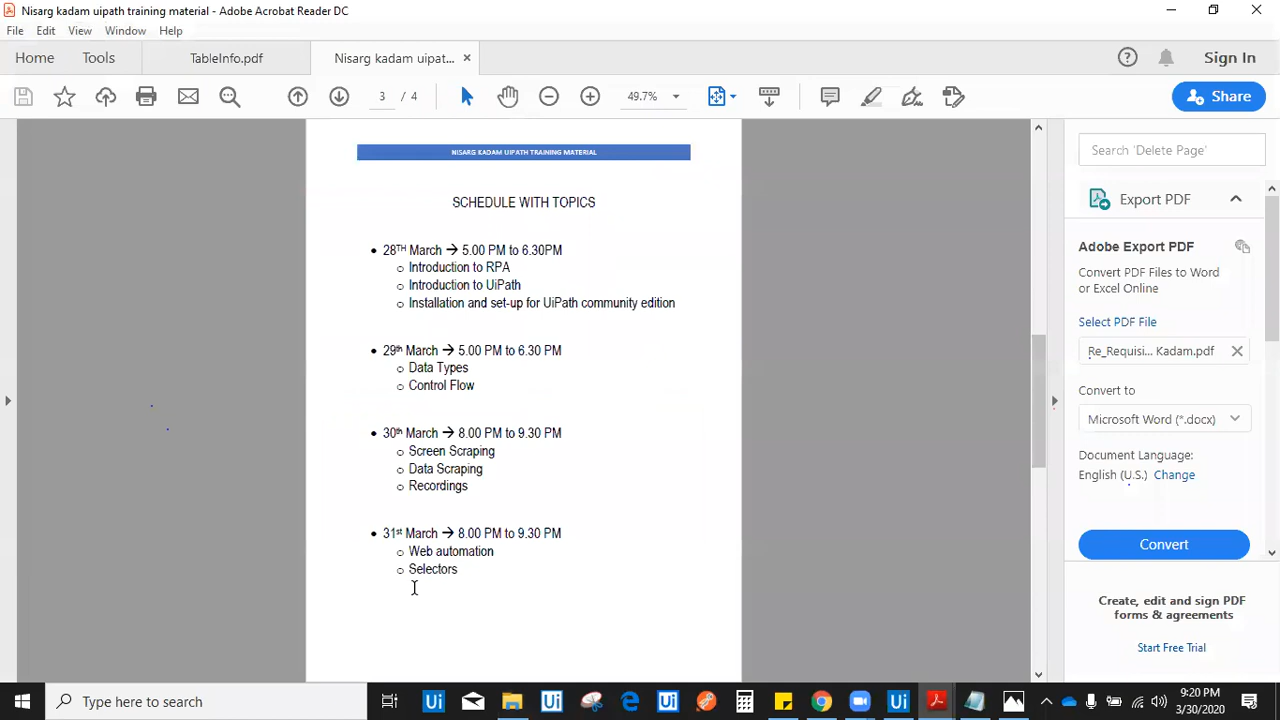 Nisarg kadam uipath training material - Adobe Acrobat Reader DC
File Edit View Window Help
Home Tools TableInfo.pdf Nisarg kadam uipat... × Sign In
3 / 4 49.7% Share
NISARG KADAM UIPATH TRAINING MATERIAL
SCHEDULE WITH TOPICS
• 28TH March → 5.00 PM to 6.30PM
o Introduction to RPA
o Introduction to UiPath
o Installation and set-up for UiPath community edition
• 29th March → 5.00 PM to 6.30 PM
o Data Types
o Control Flow
• 30th March → 8.00 PM to 9.30 PM
o Screen Scraping
o Data Scraping
o Recordings
• 31st March → 8.00 PM to 9.30 PM
o Web automation
o Selectors
Search 'Delete Page'
Export PDF
Adobe Export PDF
Convert PDF Files to Word
or Excel Online
Select PDF File
Re_Requisi... Kadam.pdf
Convert to
Microsoft Word (*.docx)
Document Language:
English (U.S.) Change
Convert
Create, edit and sign PDF
forms & agreements
Start Free Trial
Type here to search
Ui Ui Ui Ui
9:20 PM
3/30/2020